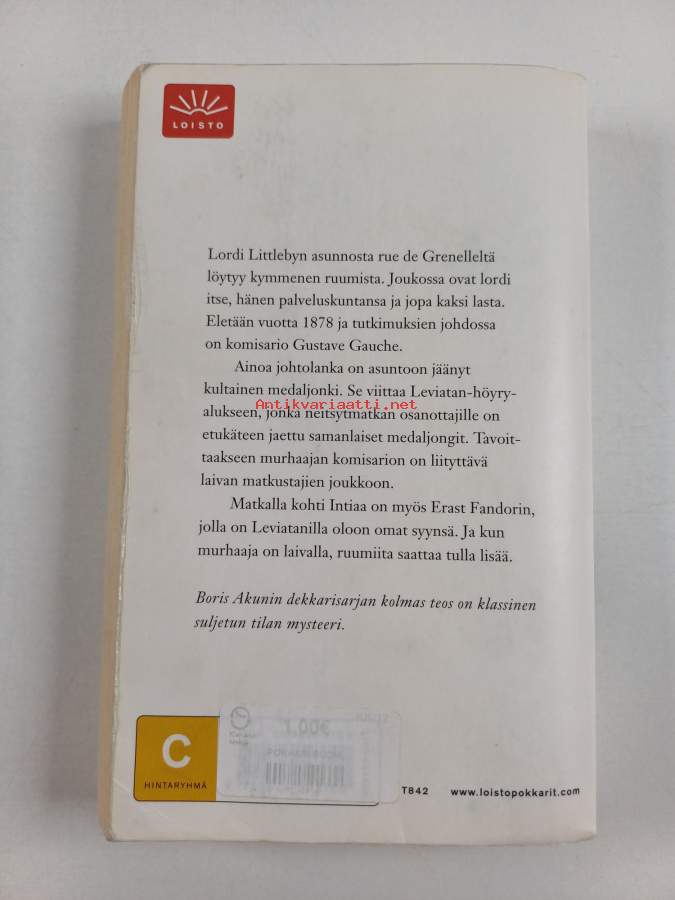 LOISTO
Lordi Littlebyn asunnosta rue de Grenelleltä
löytyy kymmenen ruumista. Joukossa ovat lordi
itse, hänen palveluskuntansa ja jopa kaksi lasta.
Eletään vuotta 1878 ja tutkimuksien johdossa
on komisario Gustave Gauche.
Ainoa johtolanka on asuntoon jäänyt
kultainen medaljonki. Se viittaa Leviatan-höyry-
Antikvariaatti.net
alukseen, jonka neitsytmatkan osanottajille on
etukäteen jaettu samanlaiset medaljongit. Tavoit-
taakseen murhaajan komisarion on liityttävä
laivan matkustajien joukkoon.
Matkalla kohti Intiaa on myös Erast Fandorin,
jolla on Leviatanilla oloon omat syynsä. Ja kun
murhaaja on laivalla, ruumiita saattaa tulla lisää.
Boris Akunin dekkarisarjan kolmas teos on klassinen
suljetun tilan mysteeri.
1,00€
C
HINTARYHMÄ
T842 www.loistopokkarit.com